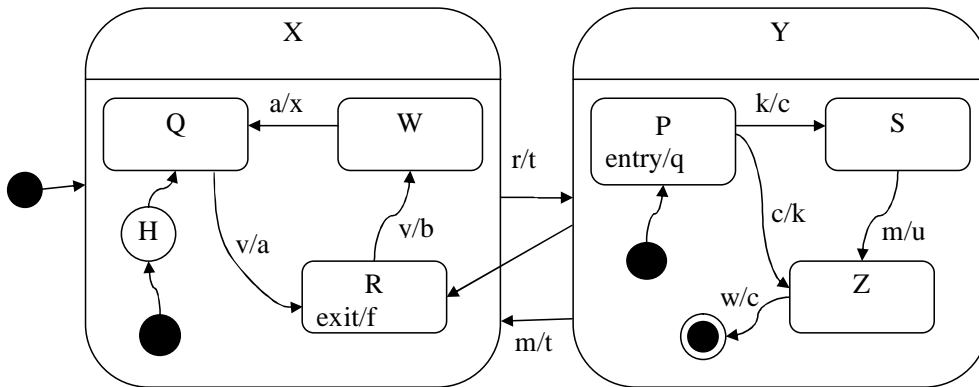 X
Y
a/x
k/c
Q
W
P
S
entry/q
r/t
H
v/a
v/b
c/k
m/u
R
Z
exit/f
w/c
m/t